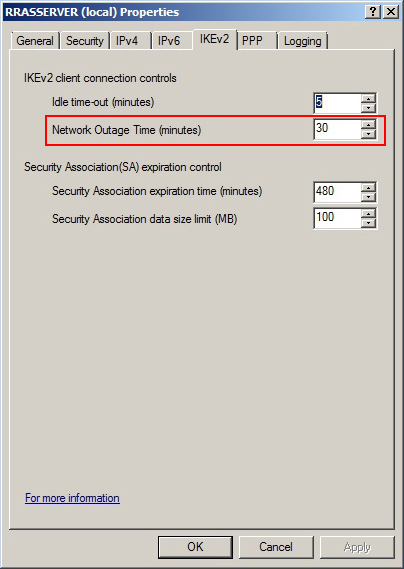 RRASSERVER (local) Properties
General Security IPv4 IPv6 IKEv2 PPP Logging
IKEv2 client connection controls
Idle time-out (minutes) 5
Network Outage Time (minutes) 30
Security Association(SA) expiration control
Security Association expiration time (minutes) 480
Security Association data size limit (MB) 100
For more information
OK Cancel Apply